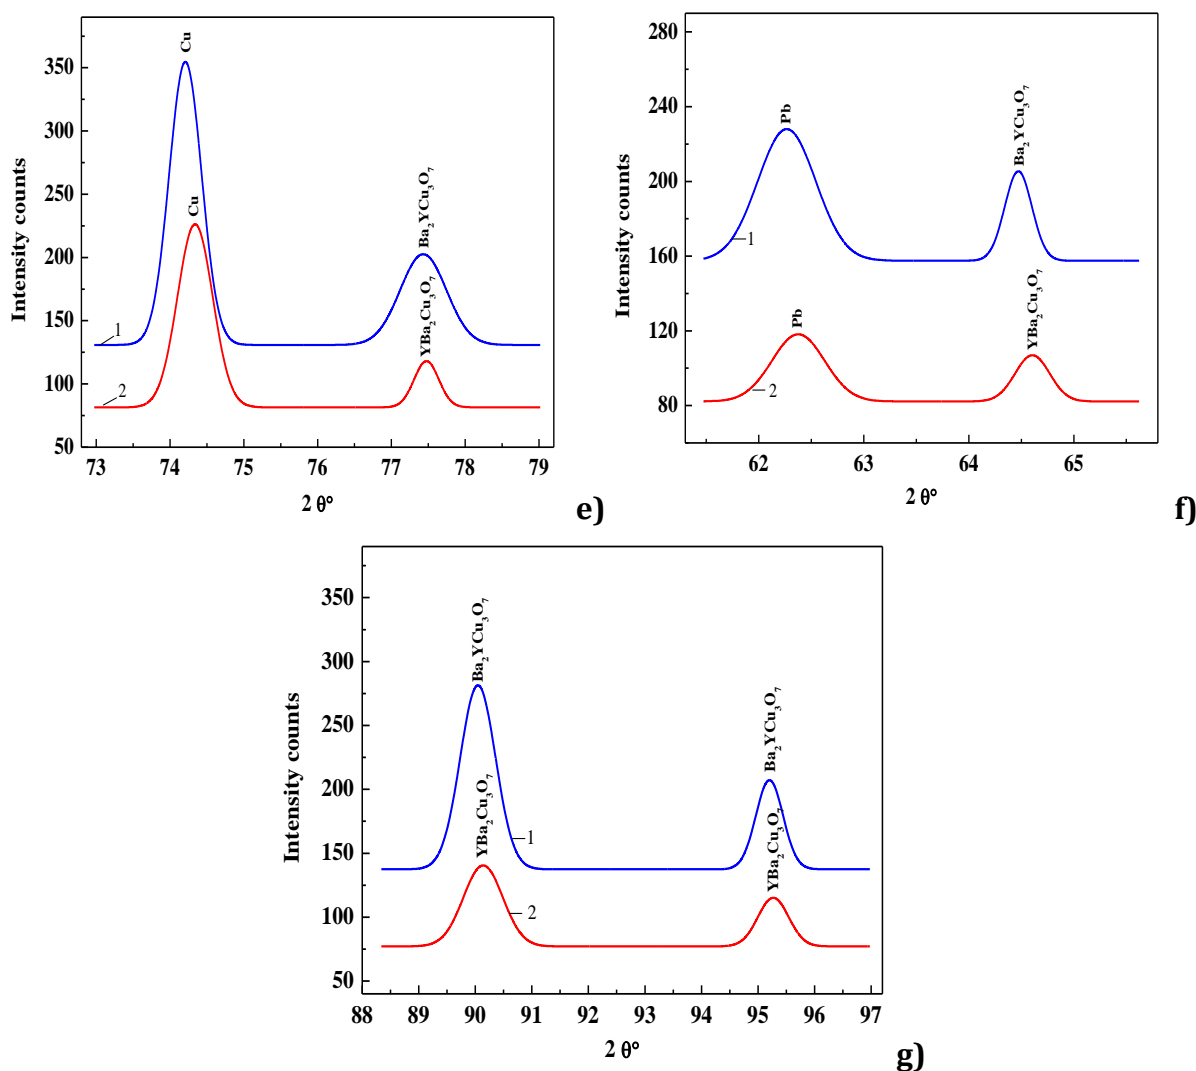 Cu
Cu
Ba₂YCu₃O₇
YBa₂Cu₃O₇
1
2
350
300
250
200
150
100
50
73 74 75 76 77 78 79
Intensity counts
2 θ°
e)
Pb
Ba₂YCu₃O₇
Pb
YBa₂Cu₃O₇
1
2
280
240
200
160
120
80
62 63 64 65
Intensity counts
2 θ°
f)
Ba₂YCu₃O₇
YBa₂Cu₃O₇
Ba₂YCu₃O₇
YBa₂Cu₃O₇
1
2
350
300
250
200
150
100
50
88 89 90 91 92 93 94 95 96 97
Intensity counts
2 θ°
g)